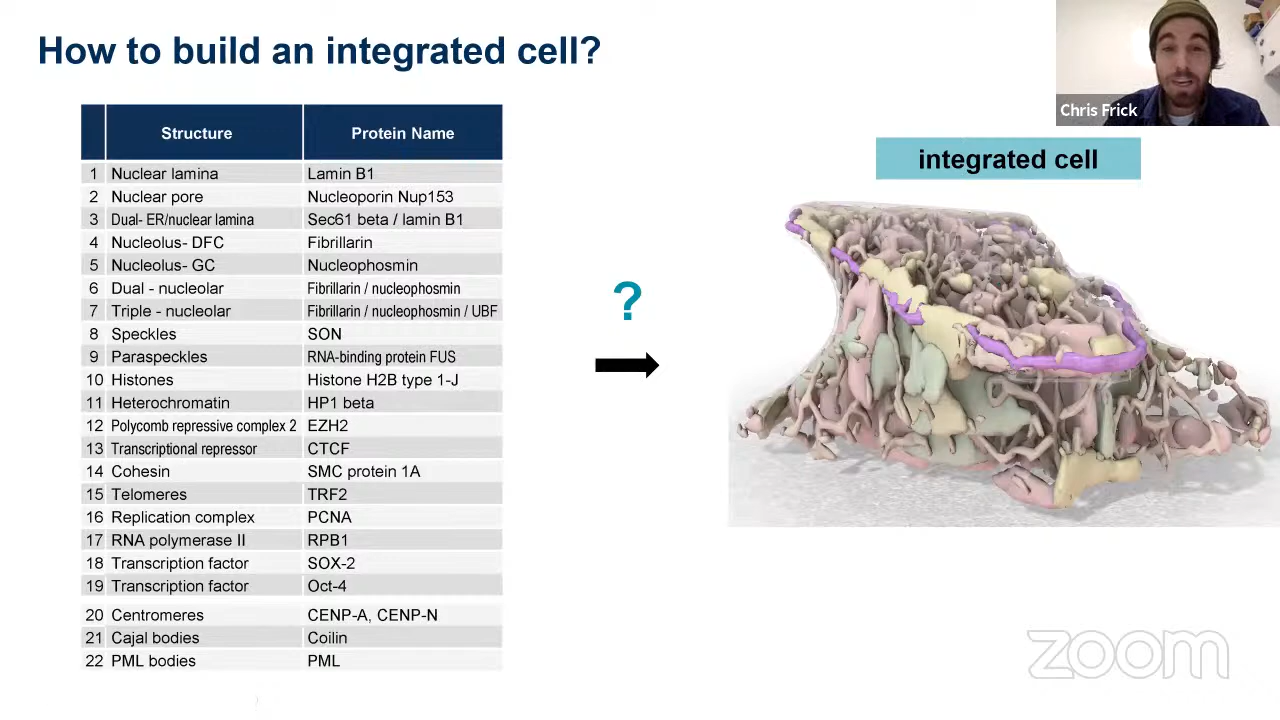 How to build an integrated cell?
Chris Frick
Structure Protein Name
1 Nuclear lamina Lamin B1
2 Nuclear pore Nucleoporin Nup153
3 Dual- ER/nuclear lamina Sec61 beta / lamin B1
4 Nucleolus- DFC Fibrillarin
5 Nucleolus- GC Nucleophosmin
6 Dual - nucleolar Fibrillarin / nucleophosmin
7 Triple - nucleolar Fibrillarin / nucleophosmin / UBF
8 Speckles SON
9 Paraspeckles RNA-binding protein FUS
10 Histones Histone H2B type 1-J
11 Heterochromatin HP1 beta
12 Polycomb repressive complex 2 EZH2
13 Transcriptional repressor CTCF
14 Cohesin SMC protein 1A
15 Telomeres TRF2
16 Replication complex PCNA
17 RNA polymerase II RPB1
18 Transcription factor SOX-2
19 Transcription factor Oct-4
20 Centromeres CENP-A, CENP-N
21 Cajal bodies Coilin
22 PML bodies PML
?
integrated cell
zoom